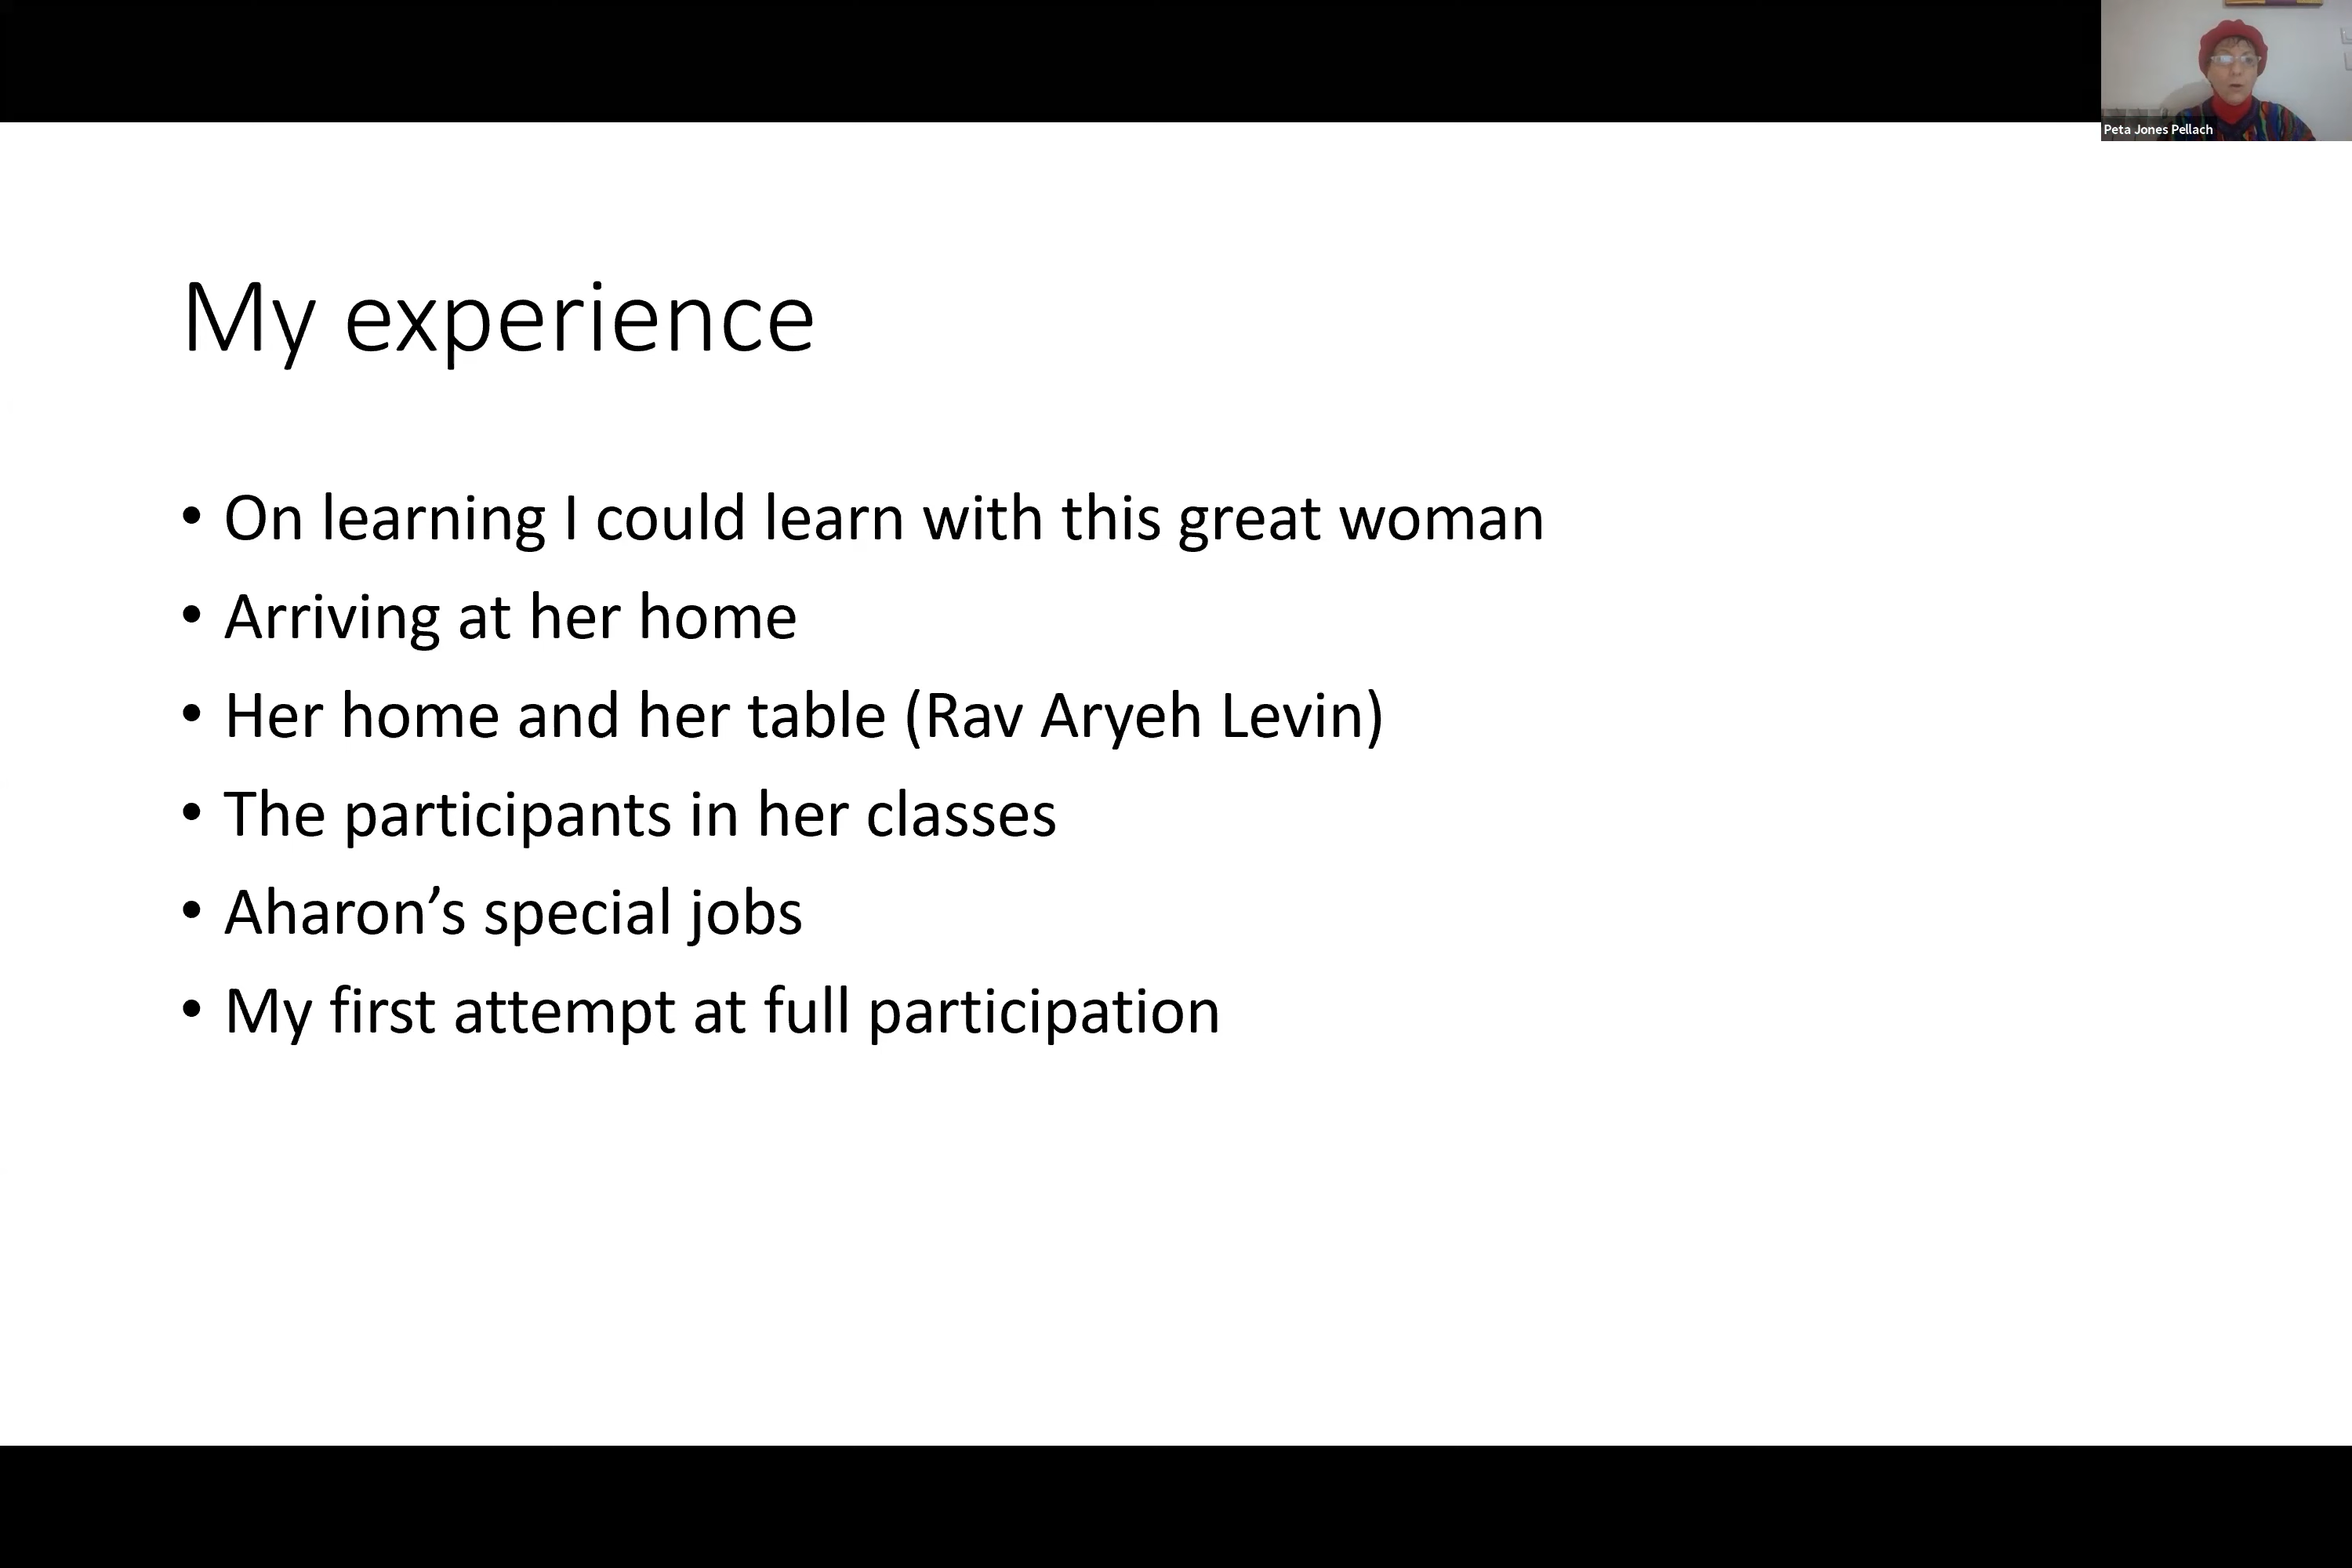 Peta Jones Pellach
My experience
• On learning I could learn with this great woman
• Arriving at her home
• Her home and her table (Rav Aryeh Levin)
• The participants in her classes
• Aharon’s special jobs
• My first attempt at full participation